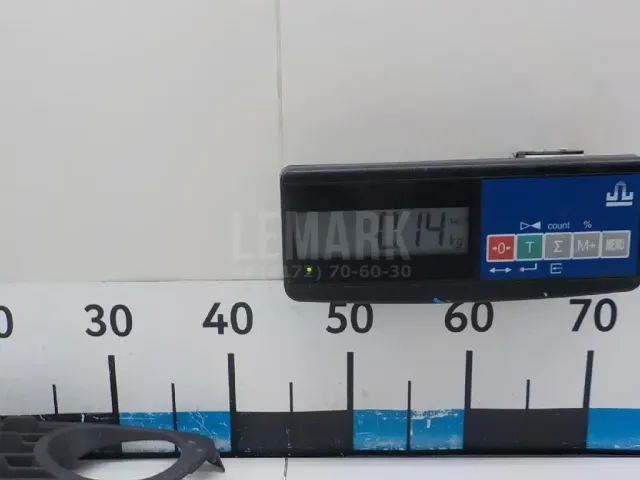 LEMARK
70-60-30
0.14
kg
count %
→0← T Σ M+ MENU
0 30 40 50 60 70